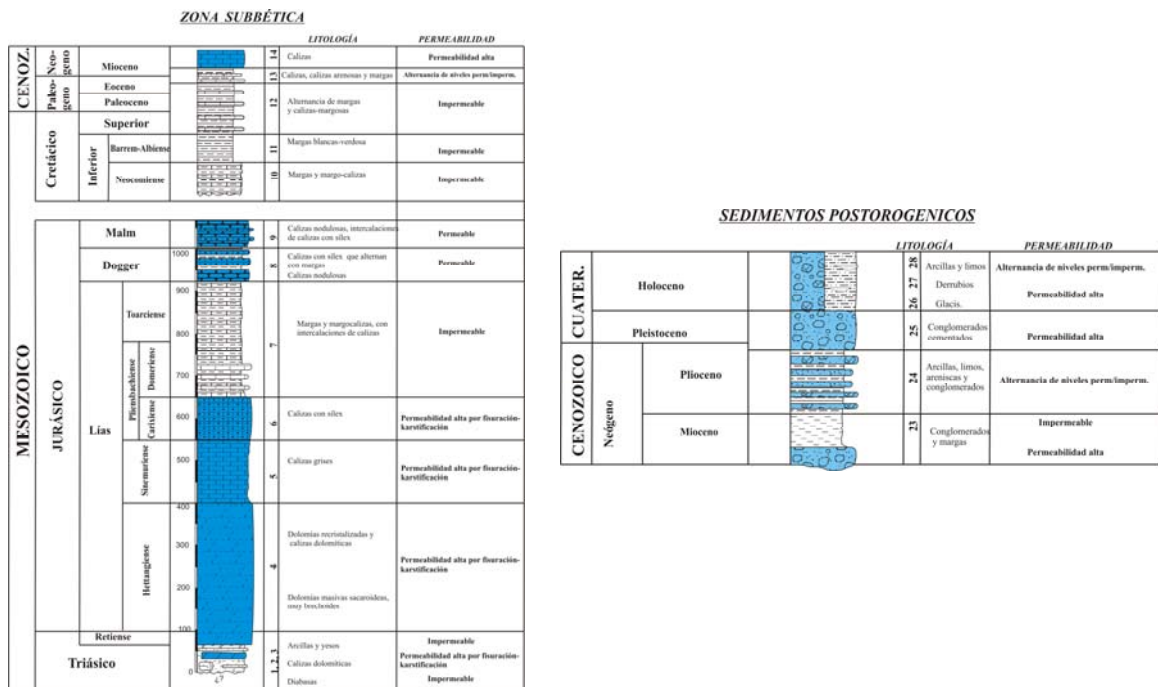 ZONA SUBBÉTICA
LITOLOGÍA
PERMEABILIDAD
CENOZ.
Neo-
geno
Mioceno
14
Calizas
Permeabilidad alta
13
Calizas, calizas arenosas y margas
Alternancia de niveles perm/imperm.
Paleo-
geno
Eoceno
Paleoceno
12
Alternancia de margas
y calizas-margosas
Impermeable
MESOZOICO
Cretácico
Superior
Inferior
Barrem-Albiense
11
Margas blancas-verdosa
Impermeable
Neocomiense
10
Margas y margo-calizas
Impermeable
JURÁSICO
Malm
9
Calizas nodulosas, intercalaciones
de calizas con sílex
Permeable
Dogger
1000
8
Calizas con sílex que alternan
con margas
Calizas nodulosas
Permeable
Lías
Toarciense
900
800
7
Margas y margocalizas, con
intercalaciones de calizas
Impermeable
Pliensbachiense
Domeriense
700
Carixiense
600
6
Calizas con sílex
Permeabilidad alta por fisuración-
karstificación
Sinemuriense
500
5
Calizas grises
Permeabilidad alta por fisuración-
karstificación
Hettangiense
400
300
200
100
4
Dolomías recristalizadas y
calizas dolomíticas
Permeabilidad alta por fisuración-
karstificación
Dolomías masivas sacaroideas,
muy
Retiense
Triásico
0
1, 2, 3
Arcillas y yesos
Impermeable
Calizas dolomíticas
Permeabilidad alta por fisuración-
karstificación
Diabasas
Impermeable
SEDIMENTOS POSTOROGENICOS
LITOLOGÍA
PERMEABILIDAD
CUATER.
Holoceno
28
Arcillas y limos
Alternancia de niveles perm/imperm.
27
Derrubios
Permeabilidad alta
26
Glacis.
Pleistoceno
25
Conglomerados
cementados
Permeabilidad alta
CENOZOICO
Neógeno
Plioceno
24
Arcillas, limos,
areniscas y
conglomerados
Alternancia de niveles perm/imperm.
Mioceno
23
Conglomerados
y margas
Impermeable
Permeabilidad alta